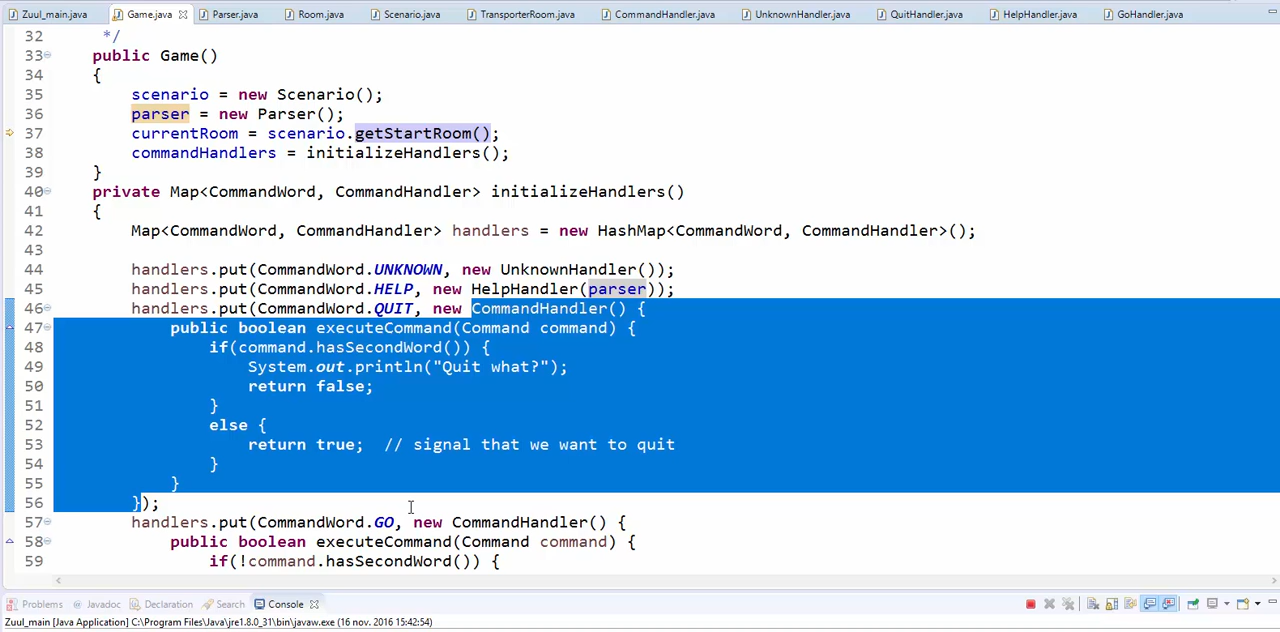 Zuul_main.java Game.java Parser.java Room.java Scenario.java TransporterRoom.java CommandHandler.java UnknownHandler.java QuitHandler.java HelpHandler.java GoHandler.java
32 */
33 public Game()
34 {
35 scenario = new Scenario();
36 parser = new Parser();
37 currentRoom = scenario.getStartRoom();
38 commandHandlers = initializeHandlers();
39 }
40 private Map<CommandWord, CommandHandler> initializeHandlers()
41 {
42 Map<CommandWord, CommandHandler> handlers = new HashMap<CommandWord, CommandHandler>();
43
44 handlers.put(CommandWord.UNKNOWN, new UnknownHandler());
45 handlers.put(CommandWord.HELP, new HelpHandler(parser));
46 handlers.put(CommandWord.QUIT, new CommandHandler() {
47 public boolean executeCommand(Command command) {
48 if(command.hasSecondWord()) {
49 System.out.println("Quit what?");
50 return false;
51 }
52 else {
53 return true; // signal that we want to quit
54 }
55 }
56 });
57 handlers.put(CommandWord.GO, new CommandHandler() {
58 public boolean executeCommand(Command command) {
59 if(!command.hasSecondWord()) {
Problems @ Javadoc Declaration Search Console
Zuul_main [Java Application] C:\Program Files\Java\jre1.8.0_31\bin\javaw.exe (16 nov. 2016 15:42:54)